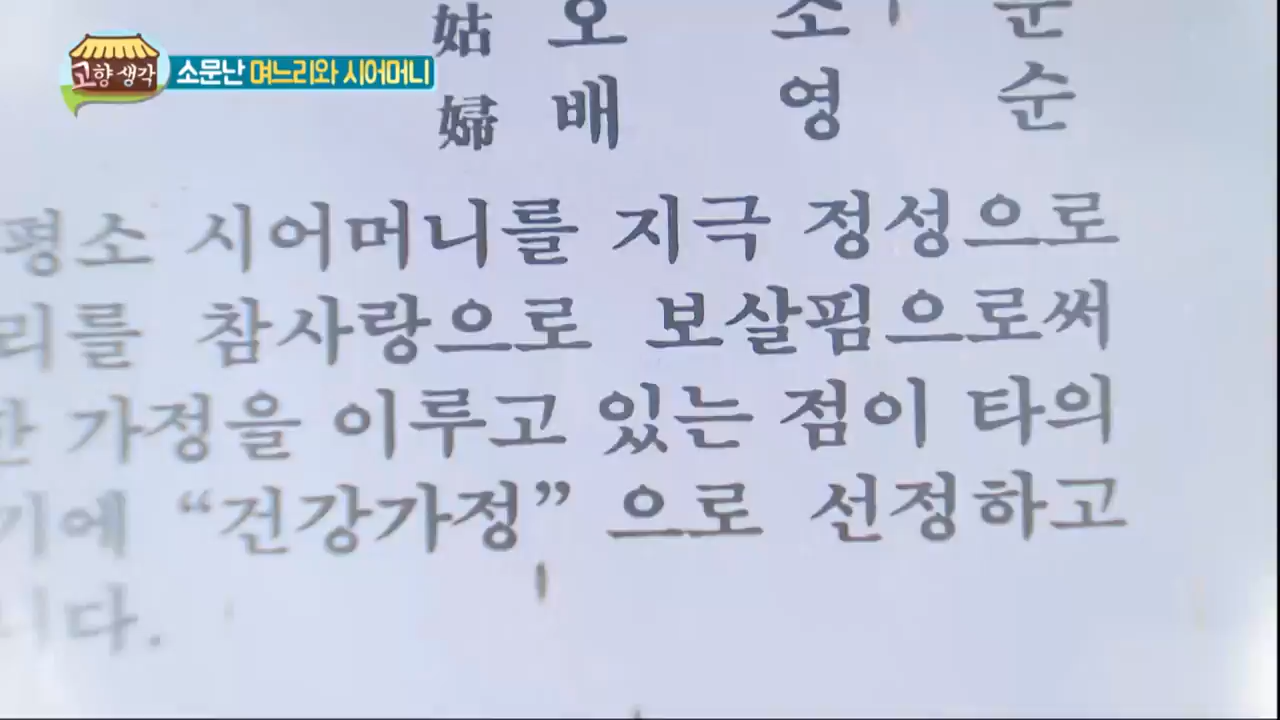 고향 생각
소문난 며느리와 시어머니
姑 오 소 순
婦 배 영 순
평소 시어머니를 지극 정성으로
리를 참사랑으로 보살핌으로써
가정을 이루고 있는 점이 타의
기에 “건강가정”으로 선정하고
니다.